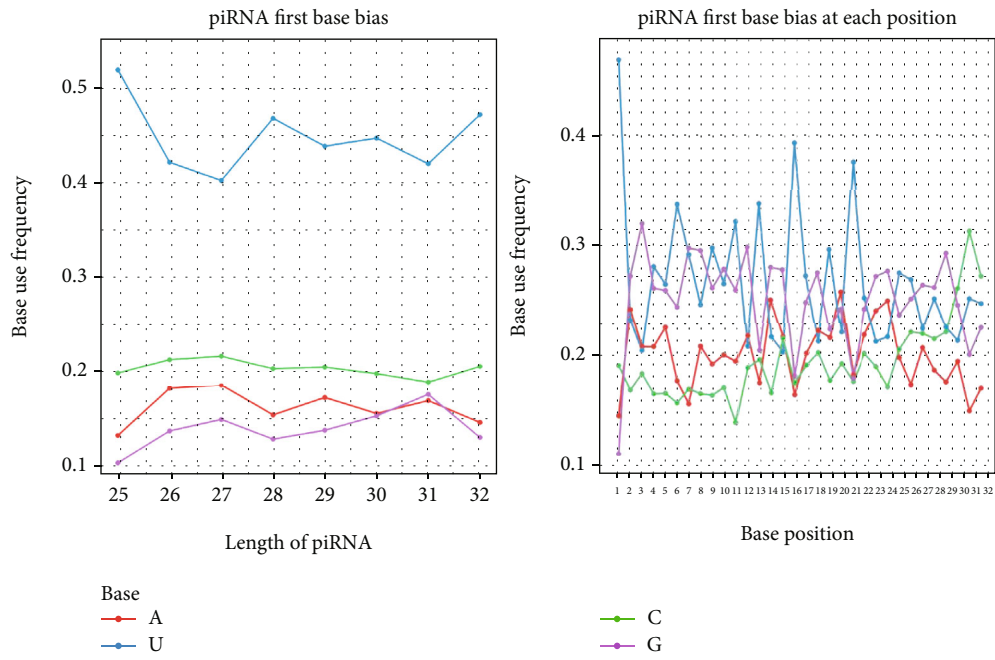 piRNA first base bias
Base use frequency
0.5
0.4
0.3
0.2
0.1
25 26 27 28 29 30 31 32
Length of piRNA
piRNA first base bias at each position
Base use frequency
0.4
0.3
0.2
0.1
1 2 3 4 5 6 7 8 9 10 11 12 13 14 15 16 17 18 19 20 21 22 23 24 25 26 27 28 29 30 31 32
Base position
Base
A
U
C
G